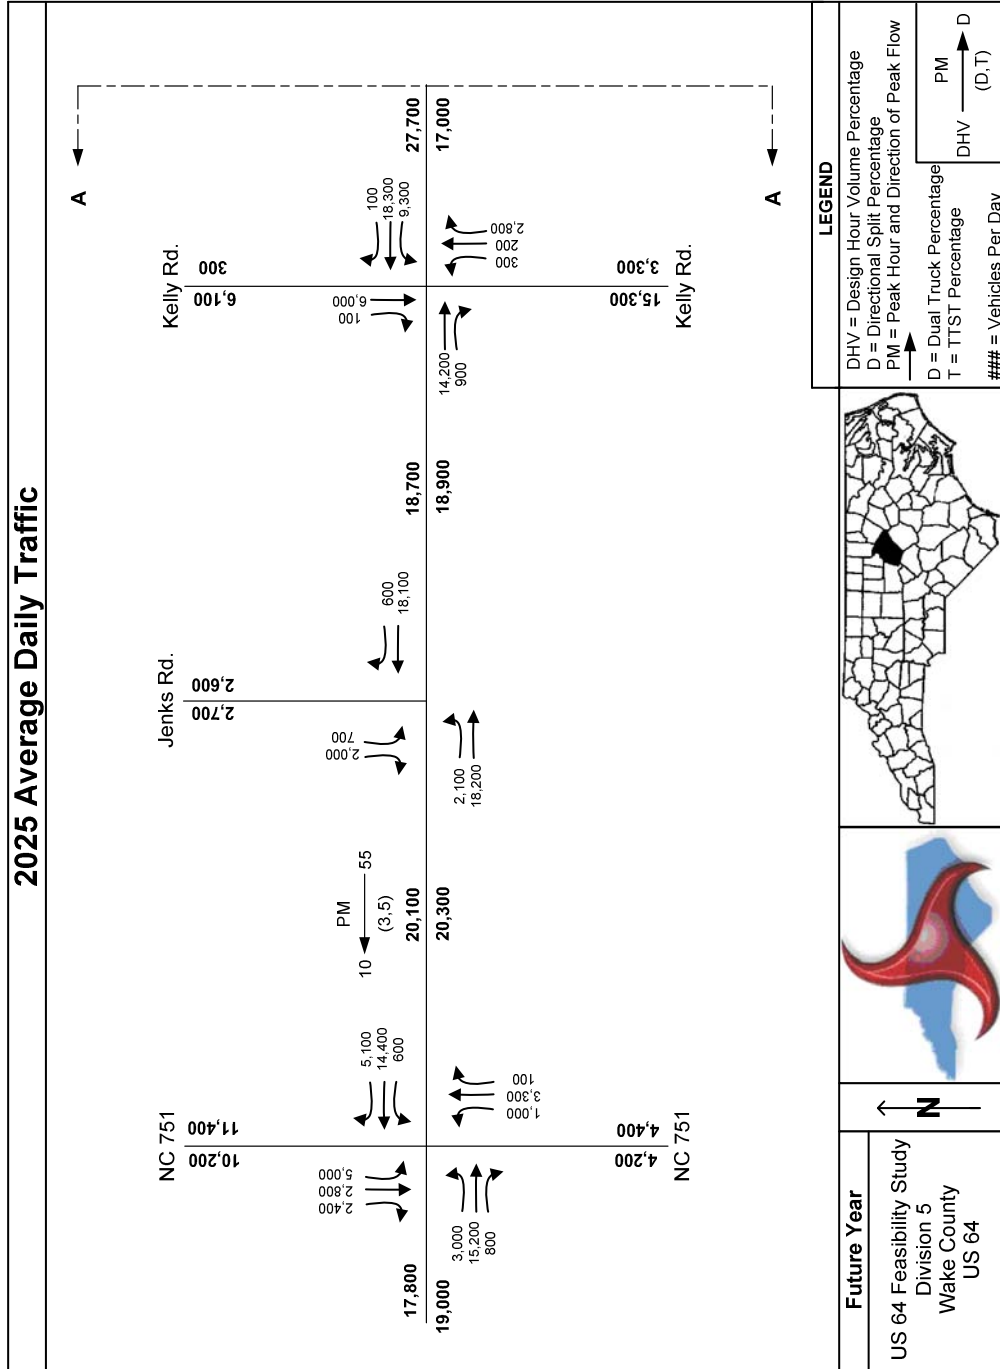 2025 Average Daily Traffic
A
A
27,700
17,000
Kelly Rd.
300
6,100
100
18,300
9,300
6,000
100
2,800
200
300
14,200
900
3,300
15,300
Kelly Rd.
18,700
18,900
Jenks Rd.
2,600
2,700
600
18,100
700
2,000
2,100
18,200
PM
10
55
(3,5)
20,100
20,300
NC 751
11,400
10,200
5,100
14,400
600
5,000
2,800
2,400
100
3,300
1,000
3,000
15,200
800
4,400
4,200
NC 751
17,800
19,000
LEGEND
DHV = Design Hour Volume Percentage
D = Directional Split Percentage
PM = Peak Hour and Direction of Peak Flow
D = Dual Truck Percentage
T = TTST Percentage
### = Vehicles Per Day
PM
DHV
D
(D,T)
N
Future Year
US 64 Feasibility Study
Division 5
Wake County
US 64